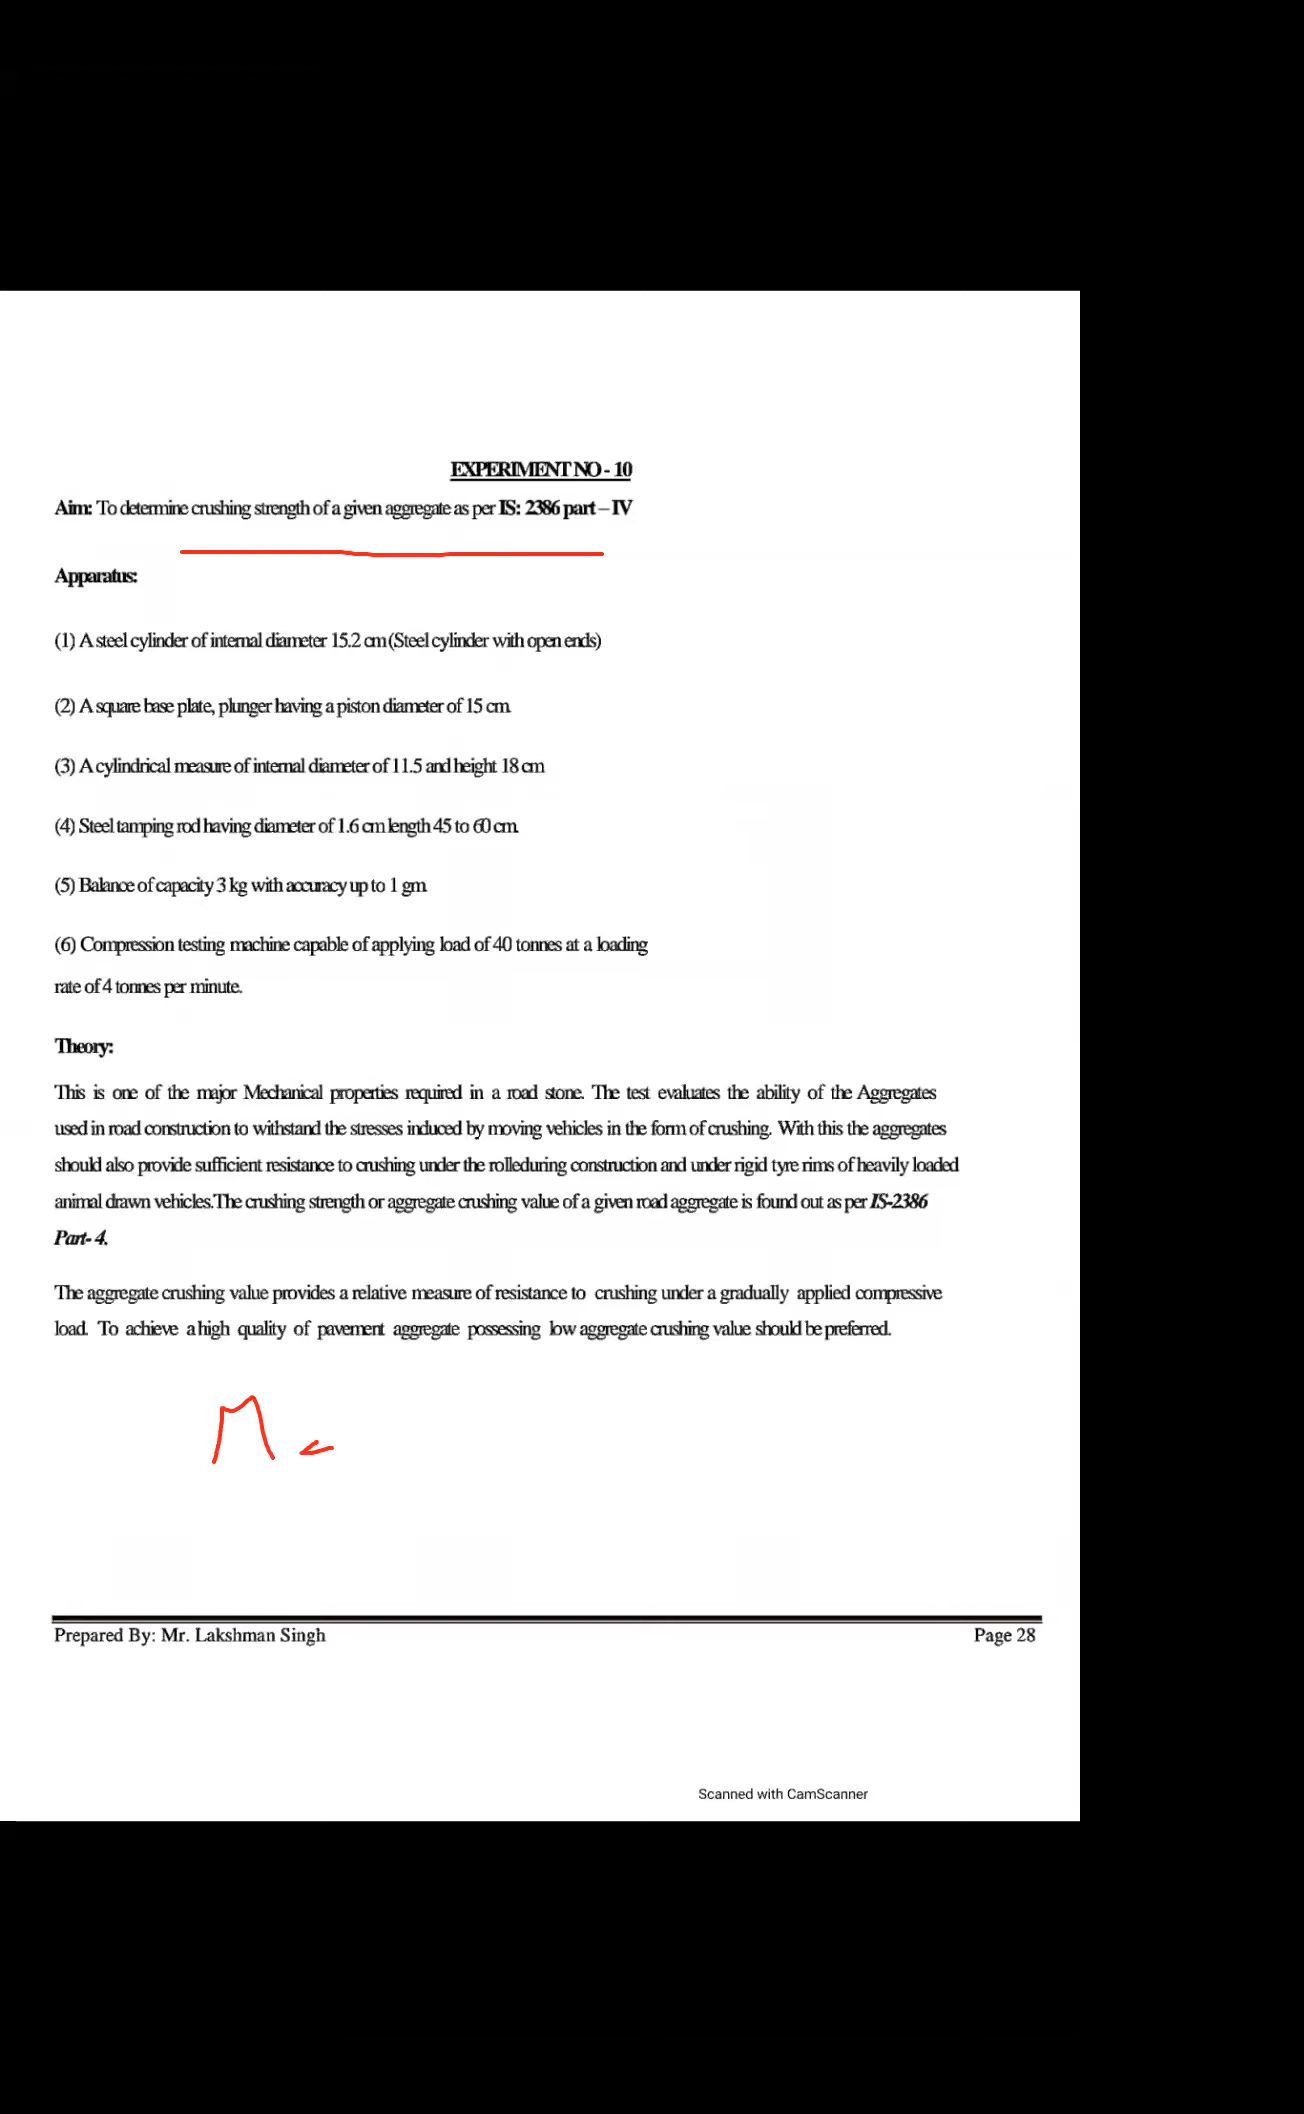 EXPERIMENT NO - 10
Aim: To determine crushing strength of a given aggregate as per IS: 2386 part – IV
Apparatus:
(1) A steel cylinder of internal diameter 15.2 cm (Steel cylinder with open ends)
(2) A square base plate, plunger having a piston diameter of 15 cm.
(3) A cylindrical measure of internal diameter of 11.5 and height 18 cm
(4) Steel tamping rod having diameter of 1.6 cm length 45 to 60 cm.
(5) Balance of capacity 3 kg with accuracy up to 1 gm.
(6) Compression testing machine capable of applying load of 40 tonnes at a loading
rate of 4 tonnes per minute.
Theory:
This is one of the major Mechanical properties required in a road stone. The test evaluates the ability of the Aggregates
used in road construction to withstand the stresses induced by moving vehicles in the form of crushing. With this the aggregates
should also provide sufficient resistance to crushing under the rolleduring construction and under rigid tyre rims of heavily loaded
animal drawn vehicles.The crushing strength or aggregate crushing value of a given road aggregate is found out as per IS-2386
Part- 4.
The aggregate crushing value provides a relative measure of resistance to crushing under a gradually applied compressive
load. To achieve a high quality of pavement aggregate possessing low aggregate crushing value should be preferred.
Prepared By: Mr. Lakshman Singh Page 28
Scanned with CamScanner